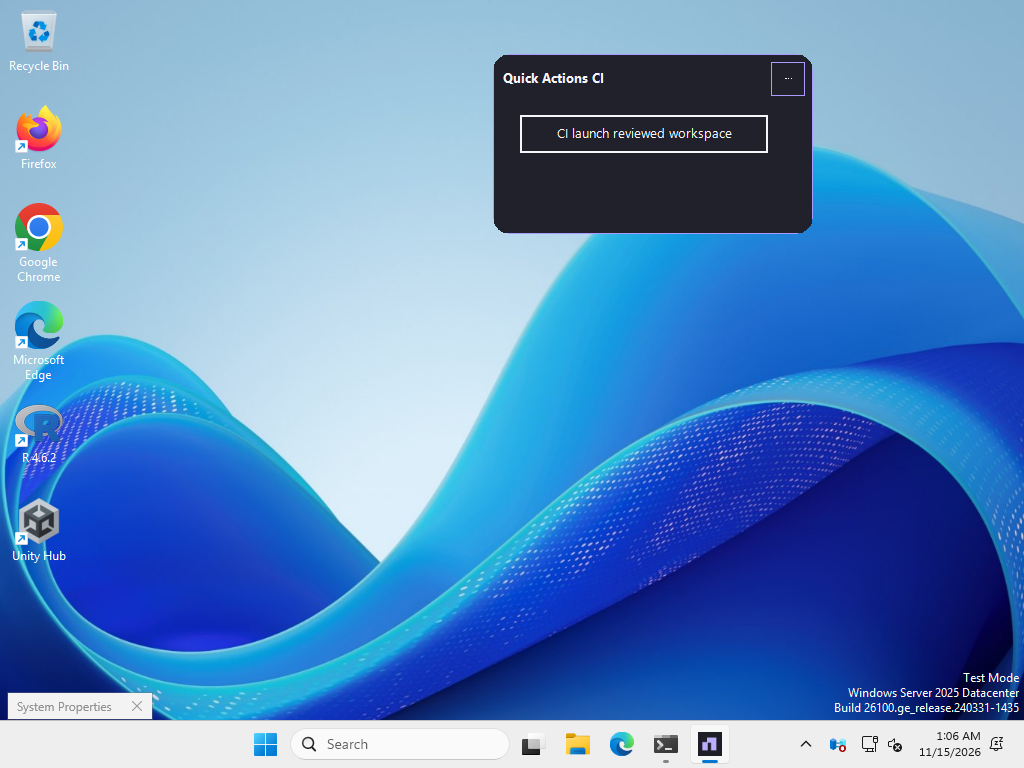 Recycle Bin
Firefox
Google
Chrome
Microsoft
Edge
R 4.6.2
Unity Hub
Quick Actions CI
...
CI launch reviewed workspace
System Properties
Test Mode
Windows Server 2025 Datacenter
Build 26100.ge_release.240331-1435
Search
1:06 AM
11/15/2026